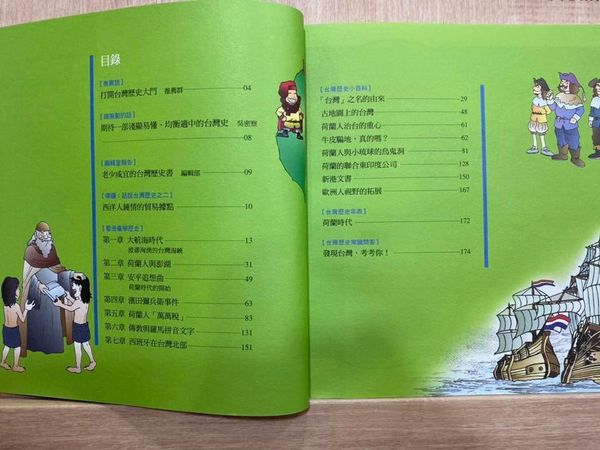 目錄
【推薦語】
打開台灣歷史大門 推薦群 04
期待一部淺顯易懂、均衡適中的台灣史 吳密察
08
【編輯室報告】
老少咸宜的台灣歷史書 編輯部 09
【導讀：話說台灣歷史之二】
西洋人鍾情的貿易據點 10
【看漫畫學歷史】
第一章 大航海時代 13
波濤洶湧的台灣海峽
第二章 荷蘭人與澎湖 31
第三章 安平追想曲 49
荷蘭時代的開始
第四章 濱田彌兵衛事件 63
第五章 荷蘭人「萬萬稅」 83
第六章 傳教與羅馬拼音文字 131
第七章 西班牙在台灣北部 151
【台灣歷史小百科】
「台灣」之名的由來 29
古地圖上的台灣 48
荷蘭人治台的重心 61
牛皮騙地，真的嗎？ 62
荷蘭人與小琉球的烏鬼洞 81
荷蘭的聯合東印度公司 128
新港文書 150
歐洲人視野的拓展 167
【台灣歷史年表】
荷蘭時代 172
【台灣歷史常識問答】
發現台灣，考考你！ 174